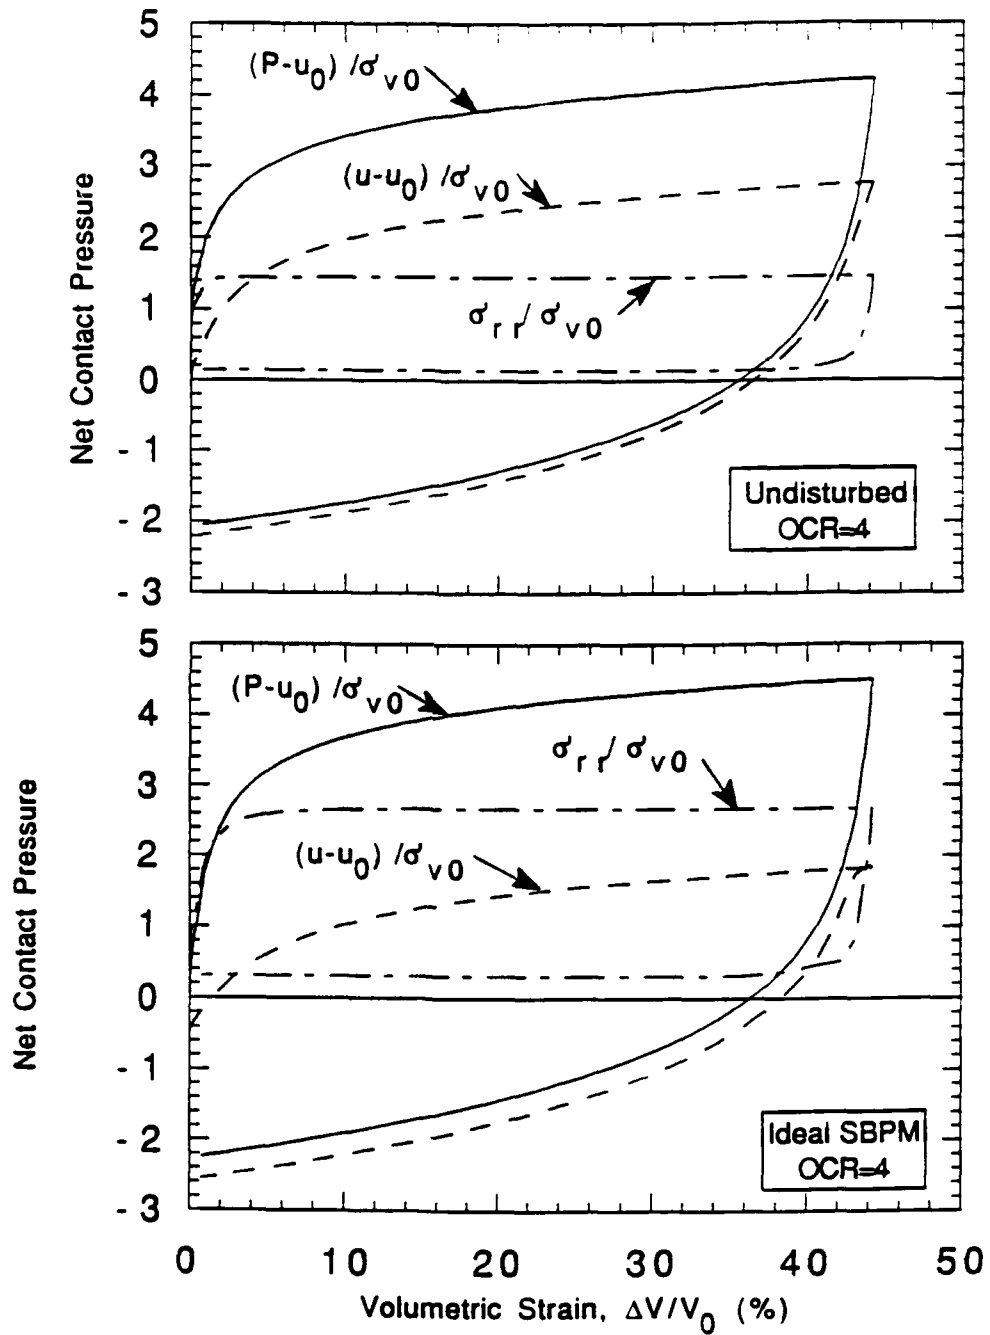 5
4
3
2
1
0
- 1
- 2
- 3
Net Contact Pressure
(P-u0) /σ'v0
(u-u0) /σ'v0
σ'r r/ σ'v0
Undisturbed
OCR=4
5
4
3
2
1
0
- 1
- 2
- 3
Net Contact Pressure
(P-u0) /σ'v0
σ'r r/ σ'v0
(u-u0) /σ'v0
Ideal SBPM
OCR=4
0 10 20 30 40 50
Volumetric Strain, ΔV/V0 (%)